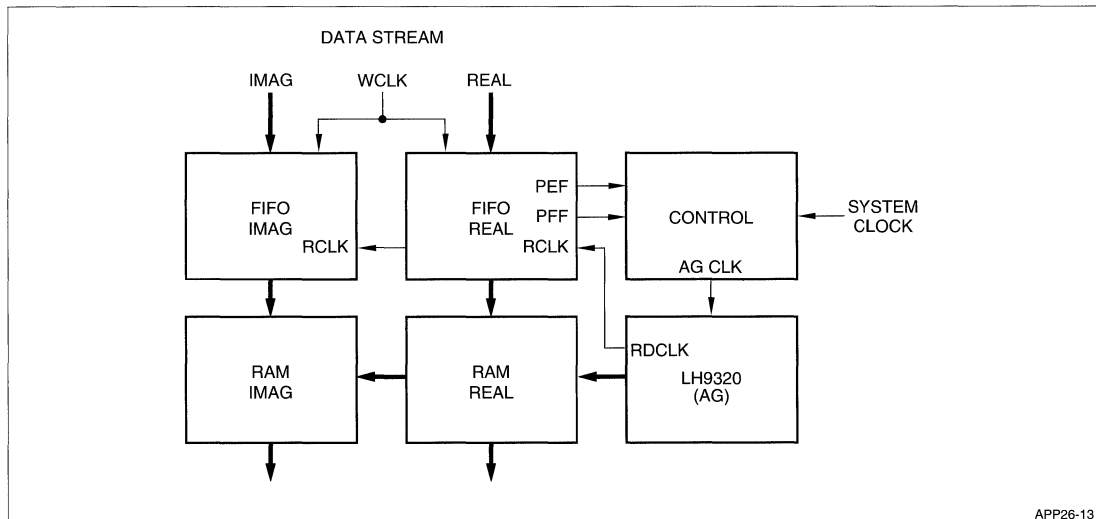 DATA STREAM
IMAG
WCLK
REAL
FIFO
IMAG
RCLK
FIFO
REAL
PEF
PFF
RCLK
CONTROL
AG CLK
SYSTEM
CLOCK
RAM
IMAG
RAM
REAL
RDCLK
LH9320
(AG)
APP26-13